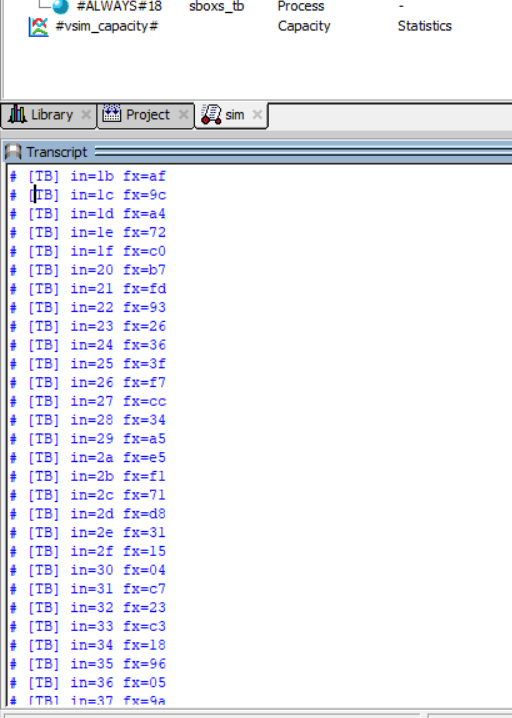 #ALWAYS#18 sboxs_tb Process -
#vsim_capacity# Capacity Statistics
Library Project sim
Transcript
# [TB] in=1b fx=af
# [TB] in=1c fx=9c
# [TB] in=1d fx=a4
# [TB] in=1e fx=72
# [TB] in=1f fx=c0
# [TB] in=20 fx=b7
# [TB] in=21 fx=fd
# [TB] in=22 fx=93
# [TB] in=23 fx=26
# [TB] in=24 fx=36
# [TB] in=25 fx=3f
# [TB] in=26 fx=f7
# [TB] in=27 fx=cc
# [TB] in=28 fx=34
# [TB] in=29 fx=a5
# [TB] in=2a fx=e5
# [TB] in=2b fx=f1
# [TB] in=2c fx=71
# [TB] in=2d fx=d8
# [TB] in=2e fx=31
# [TB] in=2f fx=15
# [TB] in=30 fx=04
# [TB] in=31 fx=c7
# [TB] in=32 fx=23
# [TB] in=33 fx=c3
# [TB] in=34 fx=18
# [TB] in=35 fx=96
# [TB] in=36 fx=05
# [TB] in=37 fx=9a